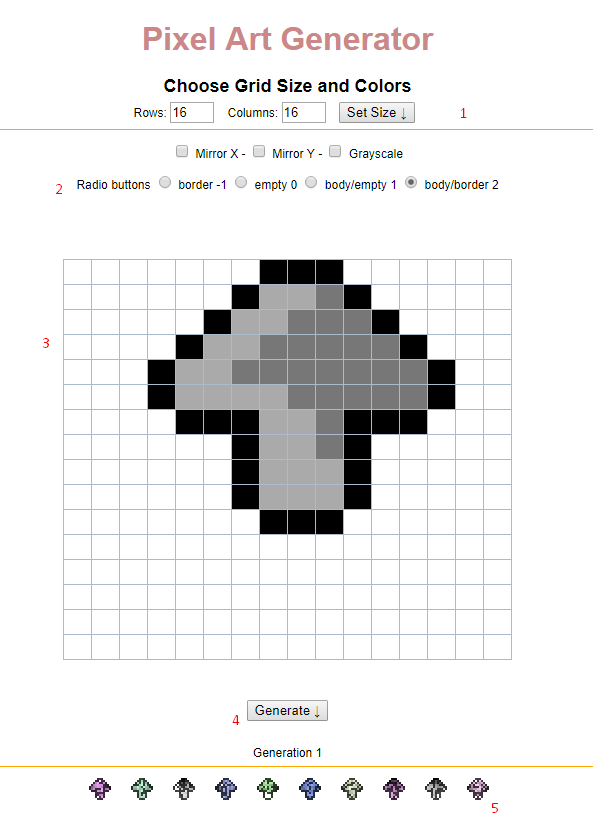 Pixel Art Generator
Choose Grid Size and Colors
Rows: 16 Columns: 16 Set Size ↓ 1
Mirror X - Mirror Y - Grayscale
2 Radio buttons border -1 empty 0 body/empty 1 body/border 2
3
4 Generate ↓
Generation 1
5